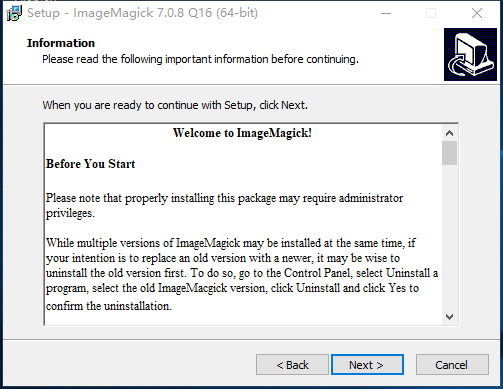 Setup - ImageMagick 7.0.8 Q16 (64-bit)
Information
Please read the following important information before continuing.
When you are ready to continue with Setup, click Next.
Welcome to ImageMagick!
Before You Start
Please note that properly installing this package may require administrator
privileges.
While multiple versions of ImageMagick may be installed at the same time, if
your intention is to replace an old version with a newer, it may be wise to
uninstall the old version first. To do so, go to the Control Panel, select Uninstall a
program, select the old ImageMacgick version, click Uninstall and click Yes to
confirm the uninstallation.
< Back
Next >
Cancel